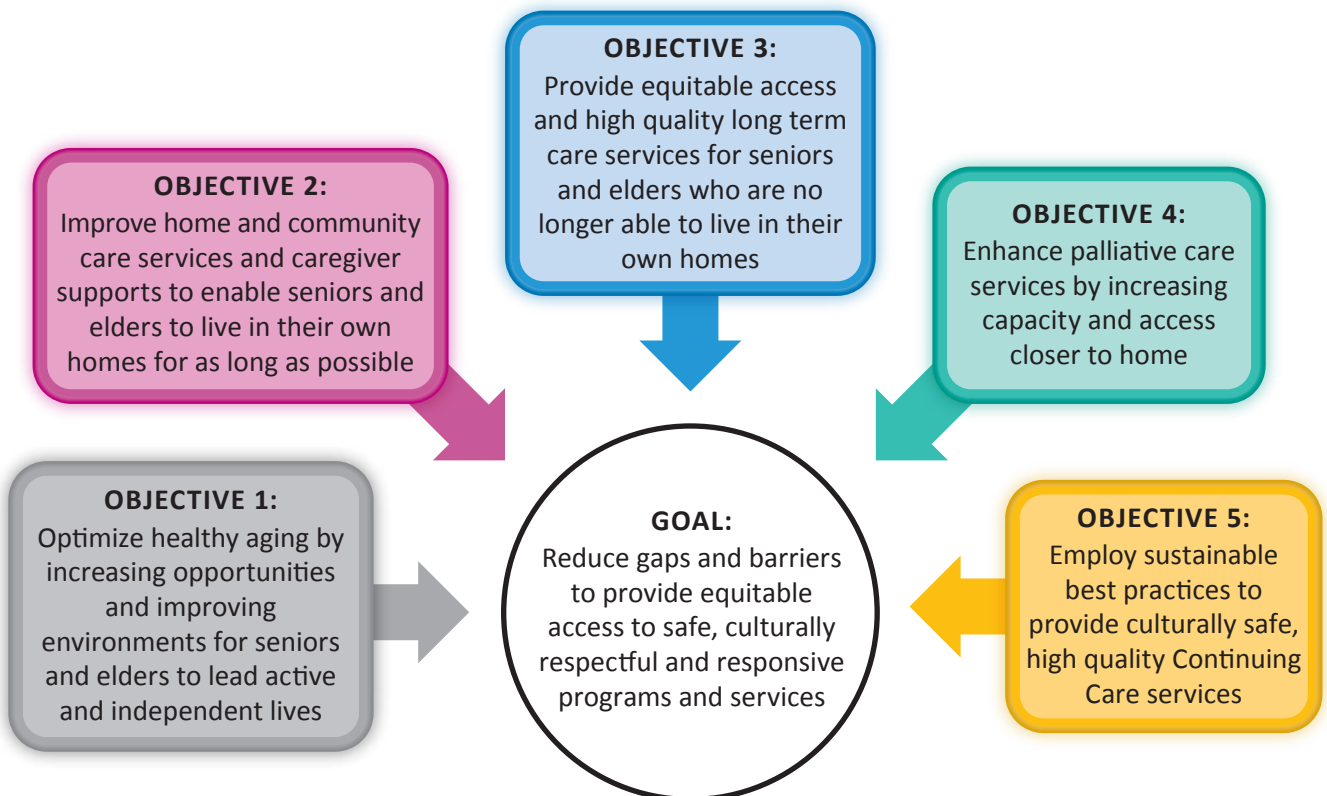 OBJECTIVE 1:
Optimize healthy aging by
increasing opportunities
and improving
environments for seniors
and elders to lead active
and independent lives
OBJECTIVE 2:
Improve home and community
care services and caregiver
supports to enable seniors and
elders to live in their own
homes for as long as possible
OBJECTIVE 3:
Provide equitable access
and high quality long term
care services for seniors
and elders who are no
longer able to live in their
own homes
OBJECTIVE 4:
Enhance palliative care
services by increasing
capacity and access
closer to home
OBJECTIVE 5:
Employ sustainable
best practices to
provide culturally safe,
high quality Continuing
Care services
GOAL:
Reduce gaps and barriers
to provide equitable
access to safe, culturally
respectful and responsive
programs and services